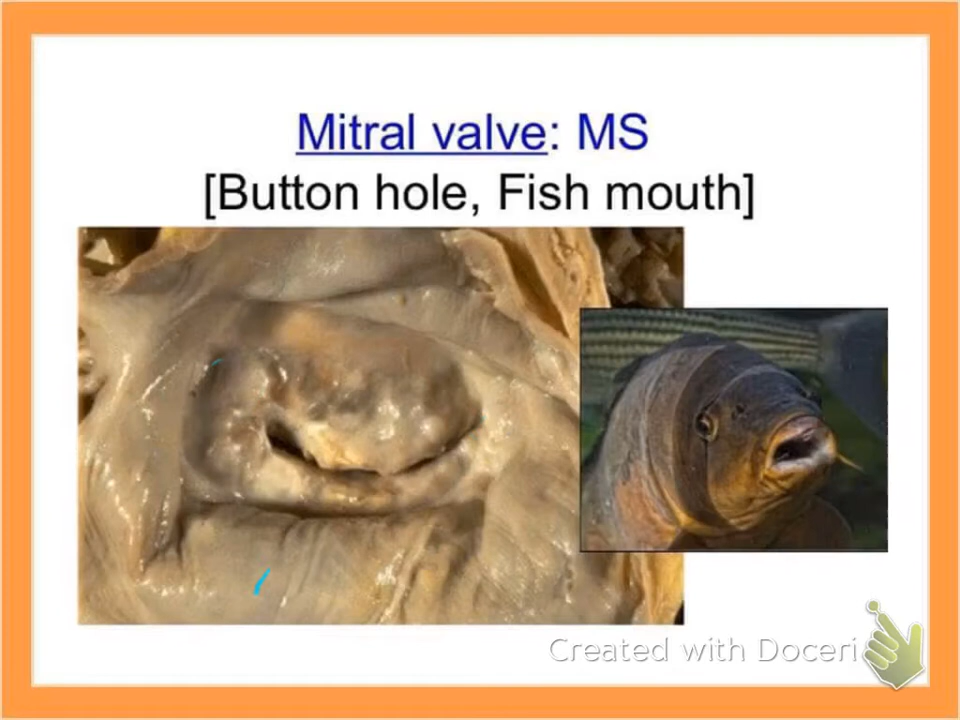 Mitral valve: MS
[Button hole, Fish mouth]
Created with Doceri